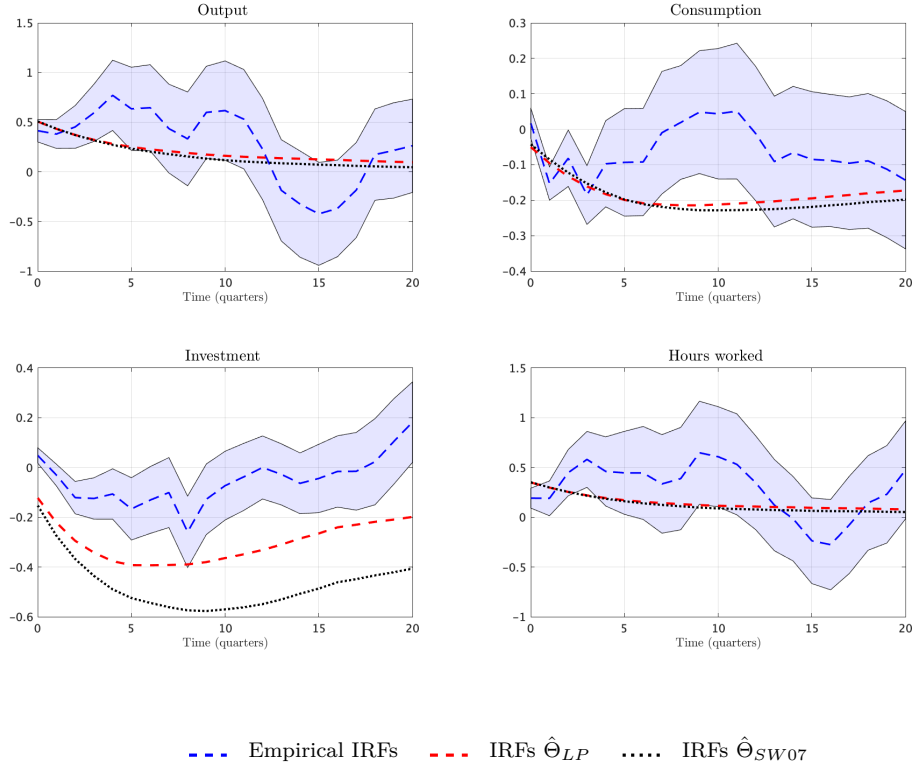 Output
1.5
1
0.5
0
−0.5
−1
0 5 10 15 20
Time (quarters)
Consumption
0.3
0.2
0.1
0
−0.1
−0.2
−0.3
−0.4
0 5 10 15 20
Time (quarters)
Investment
0.4
0.2
0
−0.2
−0.4
−0.6
0 5 10 15 20
Time (quarters)
Hours worked
1.5
1
0.5
0
−0.5
−1
0 5 10 15 20
Time (quarters)
Empirical IRFs IRFs Θ̂_LP IRFs Θ̂_SW07